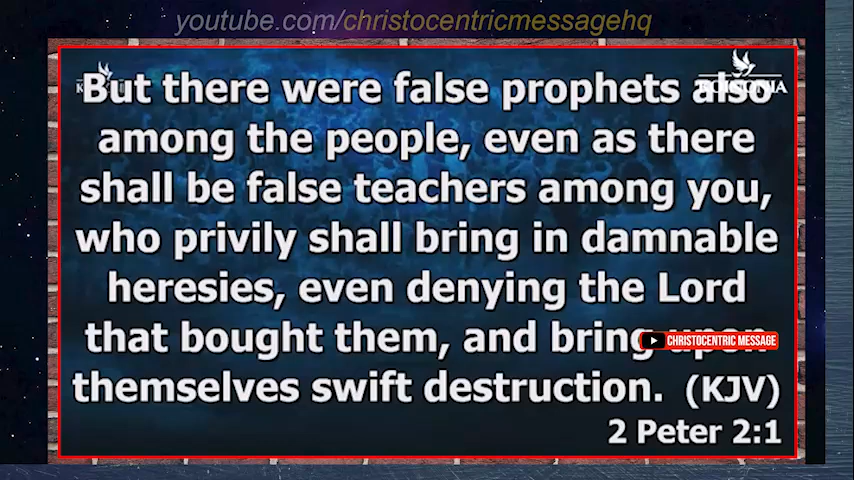 youtube.com/christocentricmessagehq
But there were false prophets also
KOINONIA
among the people, even as there
shall be false teachers among you,
who privily shall bring in damnable
heresies, even denying the Lord
that bought them, and bring upon
CHRISTOCENTRIC MESSAGE
themselves swift destruction. (KJV)
2 Peter 2:1